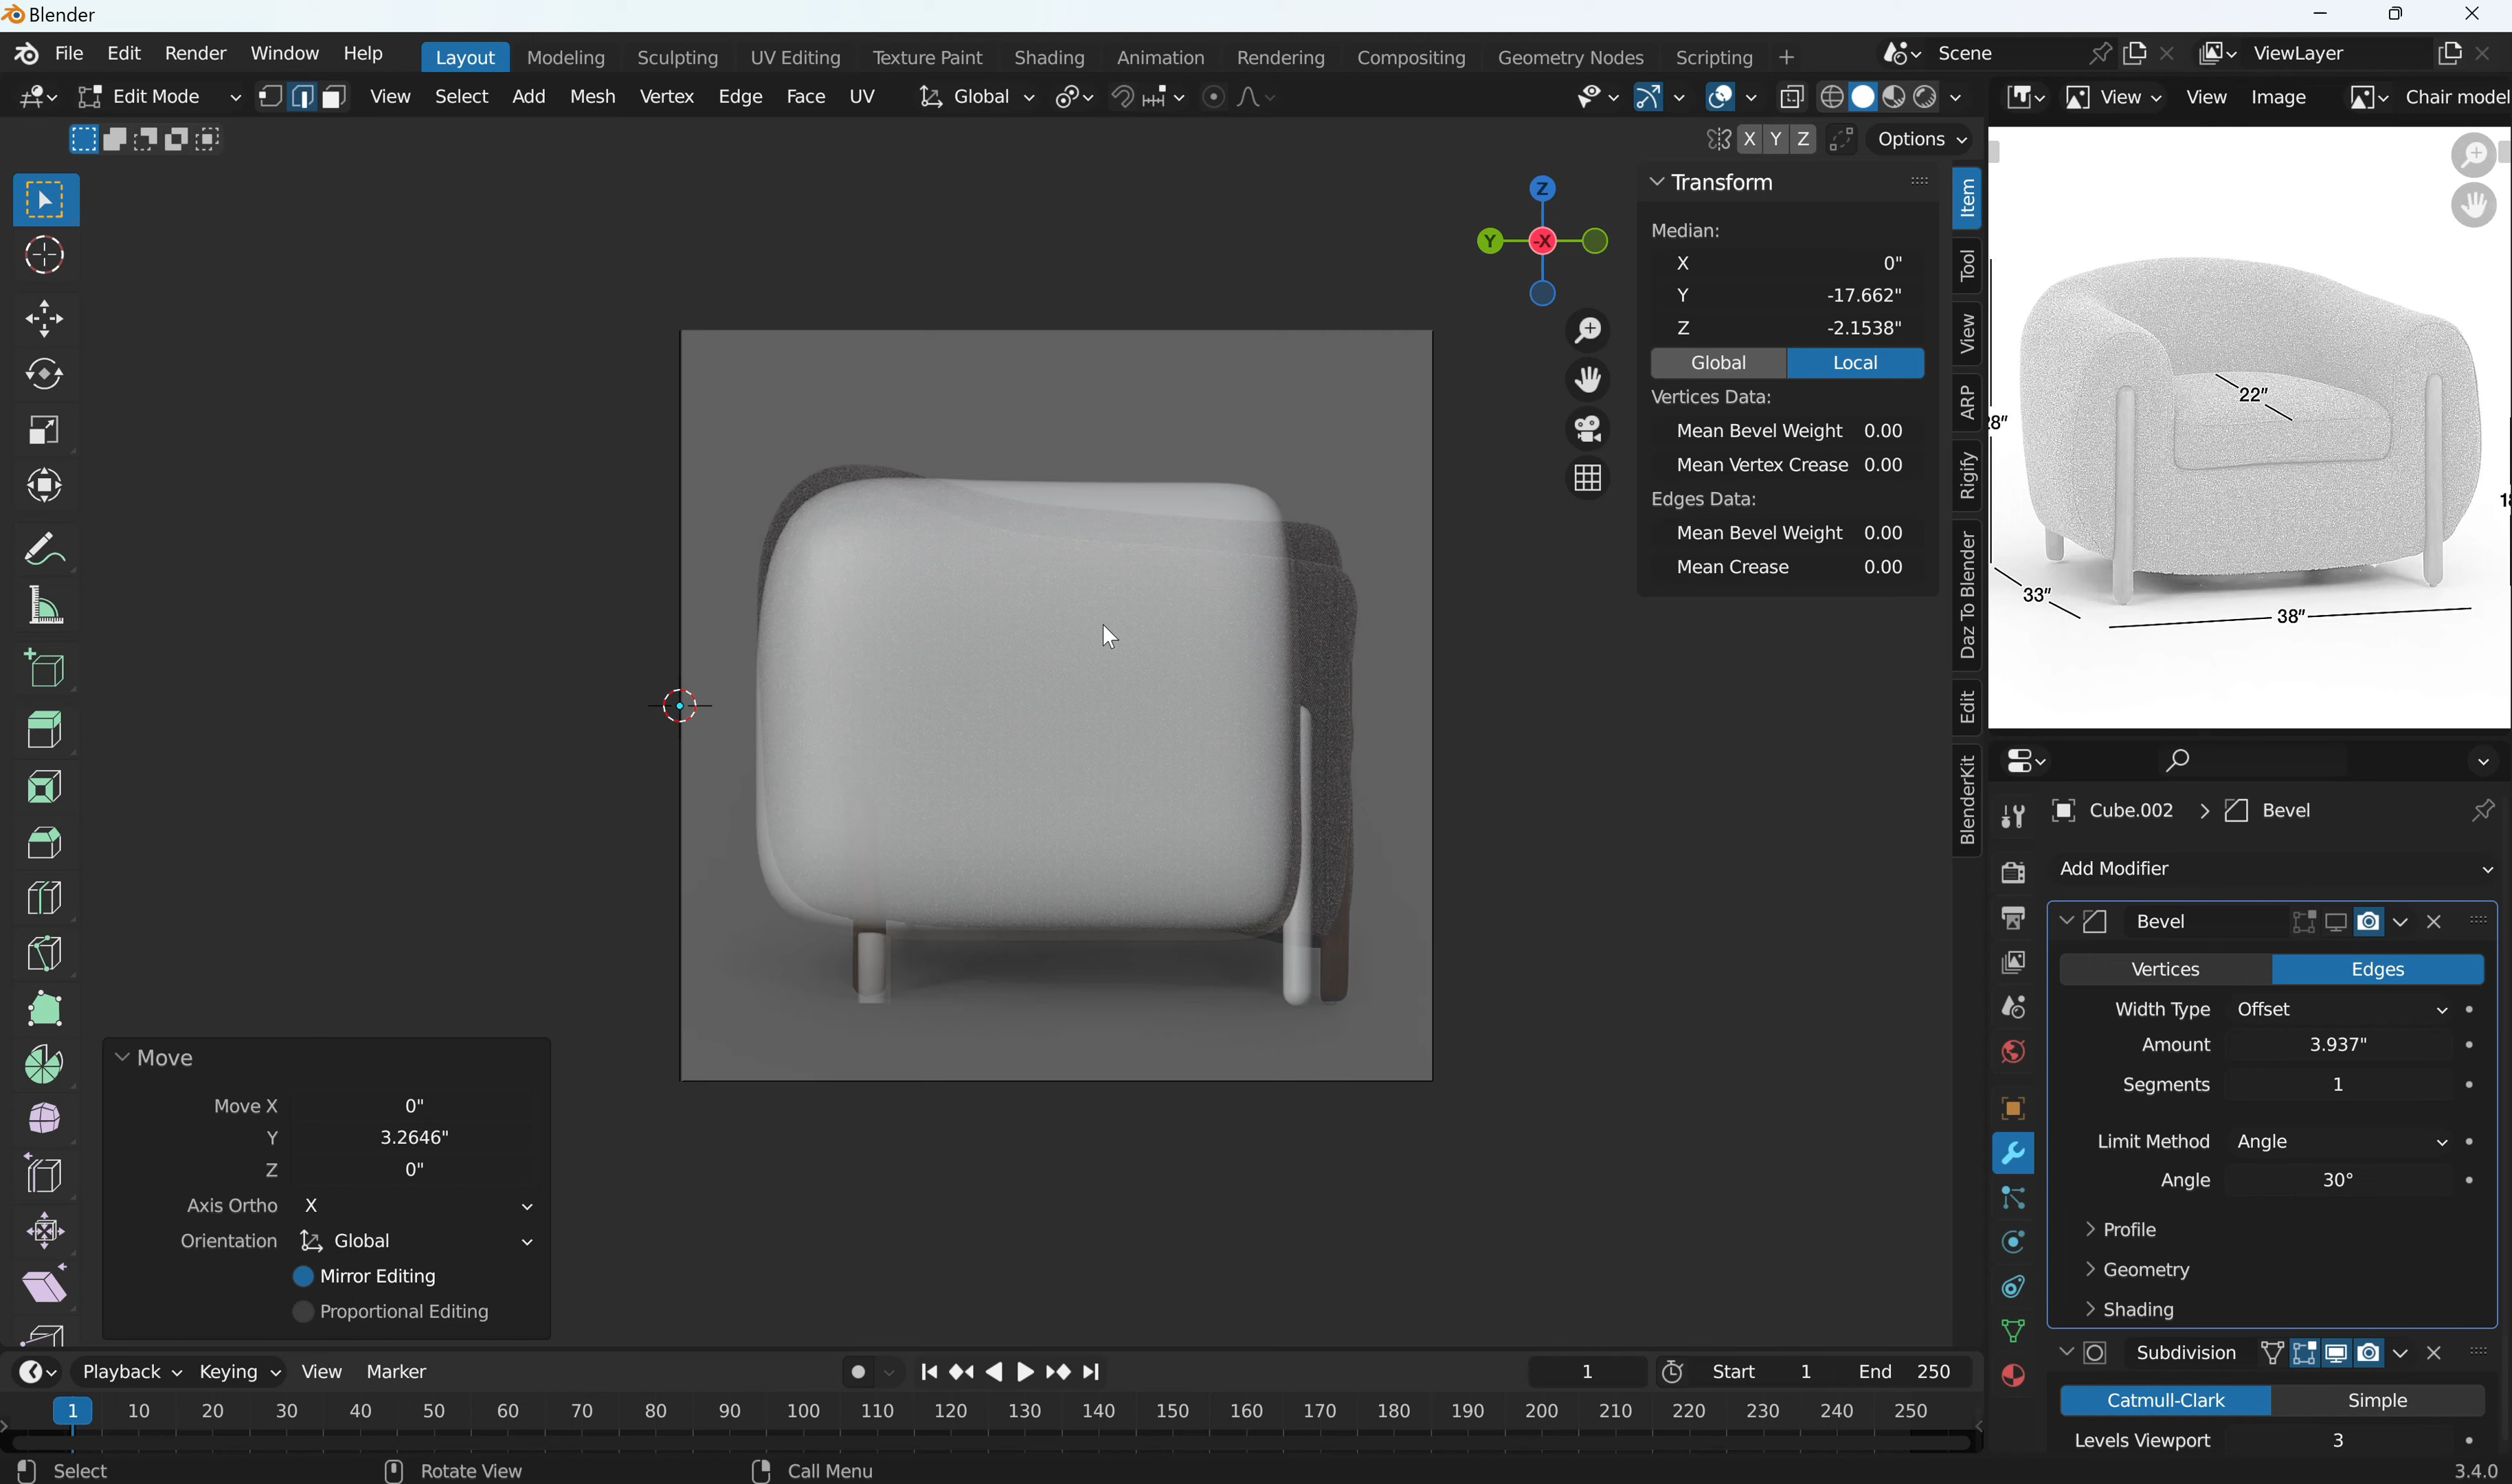 Blender
File Edit Render Window Help Layout Modeling Sculpting UV Editing Texture Paint Shading Animation Rendering Compositing Geometry Nodes Scripting + Scene ViewLayer
Edit Mode View Select Add Mesh Vertex Edge Face UV Global View View Image Chair model
X Y Z Options
Transform
Median:
X 0"
Y -17.662"
Z -2.1538"
Global Local
Vertices Data:
Mean Bevel Weight 0.00
Mean Vertex Crease 0.00
Edges Data:
Mean Bevel Weight 0.00
Mean Crease 0.00
Item
Tool
View
ARP
Rigify
Daz To Blender
Edit
BlenderKit
Z
Y -X
22"
8"
18
33"
38"
Cube.002 > Bevel
Add Modifier
Bevel
Vertices Edges
Width Type Offset
Amount 3.937"
Segments 1
Limit Method Angle
Angle 30°
Profile
Geometry
Shading
Subdivision
Catmull-Clark Simple
Levels Viewport 3
Move
Move X 0"
Y 3.2646"
Z 0"
Axis Ortho X
Orientation Global
Mirror Editing
Proportional Editing
Playback Keying View Marker 1 Start 1 End 250
1 10 20 30 40 50 60 70 80 90 100 110 120 130 140 150 160 170 180 190 200 210 220 230 240 250
Select Rotate View Call Menu 3.4.0